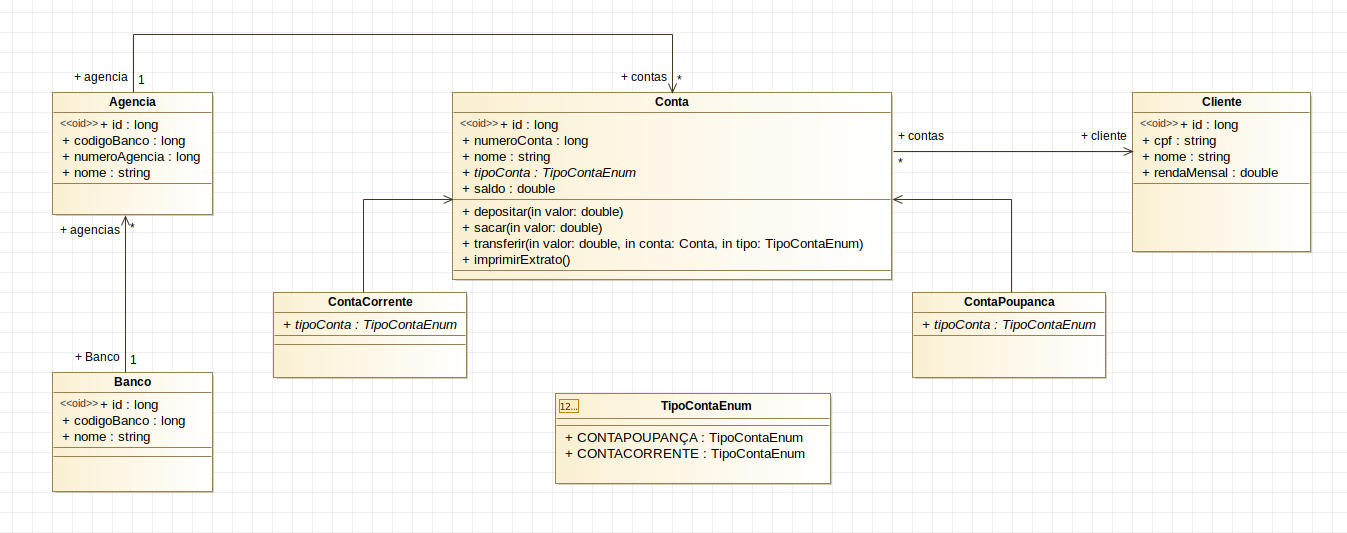 + agencia
1
+ contas
*
Agencia
<<oid>> + id : long
+ codigoBanco : long
+ numeroAgencia : long
+ nome : string
Conta
<<oid>> + id : long
+ numeroConta : long
+ nome : string
+ tipoConta : TipoContaEnum
+ saldo : double
+ depositar(in valor: double)
+ sacar(in valor: double)
+ transferir(in valor: double, in conta: Conta, in tipo: TipoContaEnum)
+ imprimirExtrato()
+ contas
*
+ cliente
Cliente
<<oid>> + id : long
+ cpf : string
+ nome : string
+ rendaMensal : double
+ agencias
*
ContaCorrente
+ tipoConta : TipoContaEnum
ContaPoupanca
+ tipoConta : TipoContaEnum
+ Banco
1
Banco
<<oid>> + id : long
+ codigoBanco : long
+ nome : string
12...
TipoContaEnum
+ CONTAPOUPANÇA : TipoContaEnum
+ CONTACORRENTE : TipoContaEnum